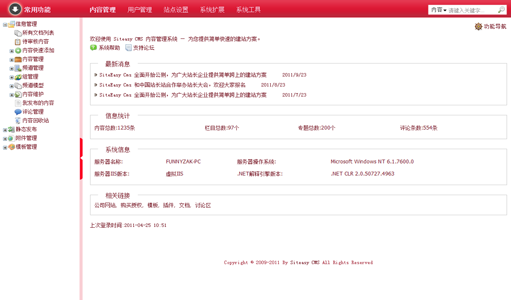 常用功能
内容管理 用户管理 站点设置 系统扩展 系统工具
内容 请输入关键字...
功能导航
信息管理
所有文档列表
待审核内容
内容快速添加
内容管理
频道管理
组管理
频道模型
内容维护
我发布的内容
评论管理
内容回收站
静态发布
附件管理
模板管理
欢迎使用 Siteasy CMS 内容管理系统 － 为您提供简单快速的建站方案。
系统帮助 支持论坛
最新消息
SiteEasy Cms 全面开放公测，为广大站长企业提供简单跨上的建站方案 2011/9/23
SiteEasy Cms 和中国站长站合作举办站长大会，欢迎大家报名 2011/8/23
SiteEasy Cms 全面开放公测，为广大站长企业提供简单跨上的建站方案 2011/7/23
信息统计
内容总数:1235条 栏目总数:97个 专题总数:200个 评论条数:554条
系统信息
服务器名称: FUNNYZAK-PC 服务器操作系统: Microsoft Windows NT 6.1.7600.0
服务器IIS版本: 虚拟IIS .NET解释引擎版本: .NET CLR 2.0.50727.4963
相关链接
公司网站、购买授权、模板、插件、文档、讨论区
上次登录时间:2011-04-25 10:51
Copyright © 2009-2011 By Siteasy CMS All Rights Reserved